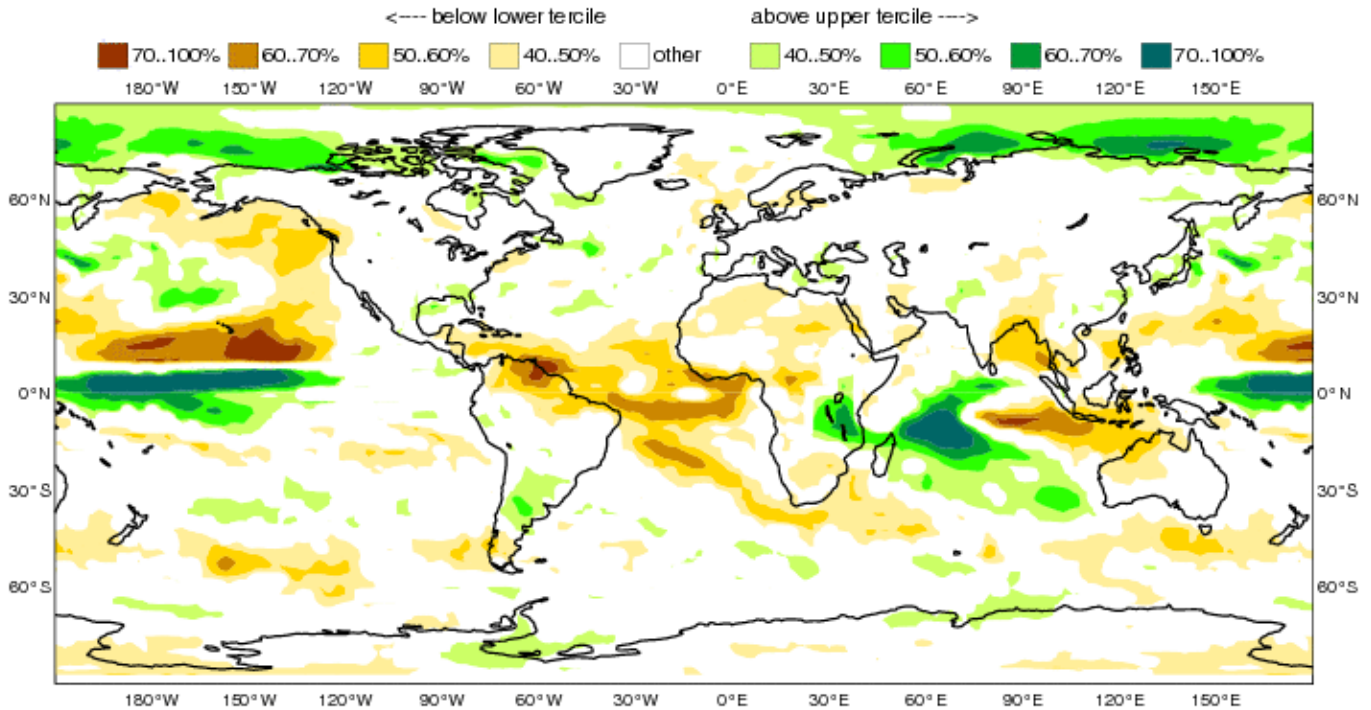 <---- below lower tercile above upper tercile ---->
70..100% 60..70% 50..60% 40..50% other 40..50% 50..60% 60..70% 70..100%
180°W 150°W 120°W 90°W 60°W 30°W 0°E 30°E 60°E 90°E 120°E 150°E
60°N 60°N
30°N 30°N
0°N 0°N
30°S 30°S
60°S 60°S
180°W 150°W 120°W 90°W 60°W 30°W 0°E 30°E 60°E 90°E 120°E 150°E